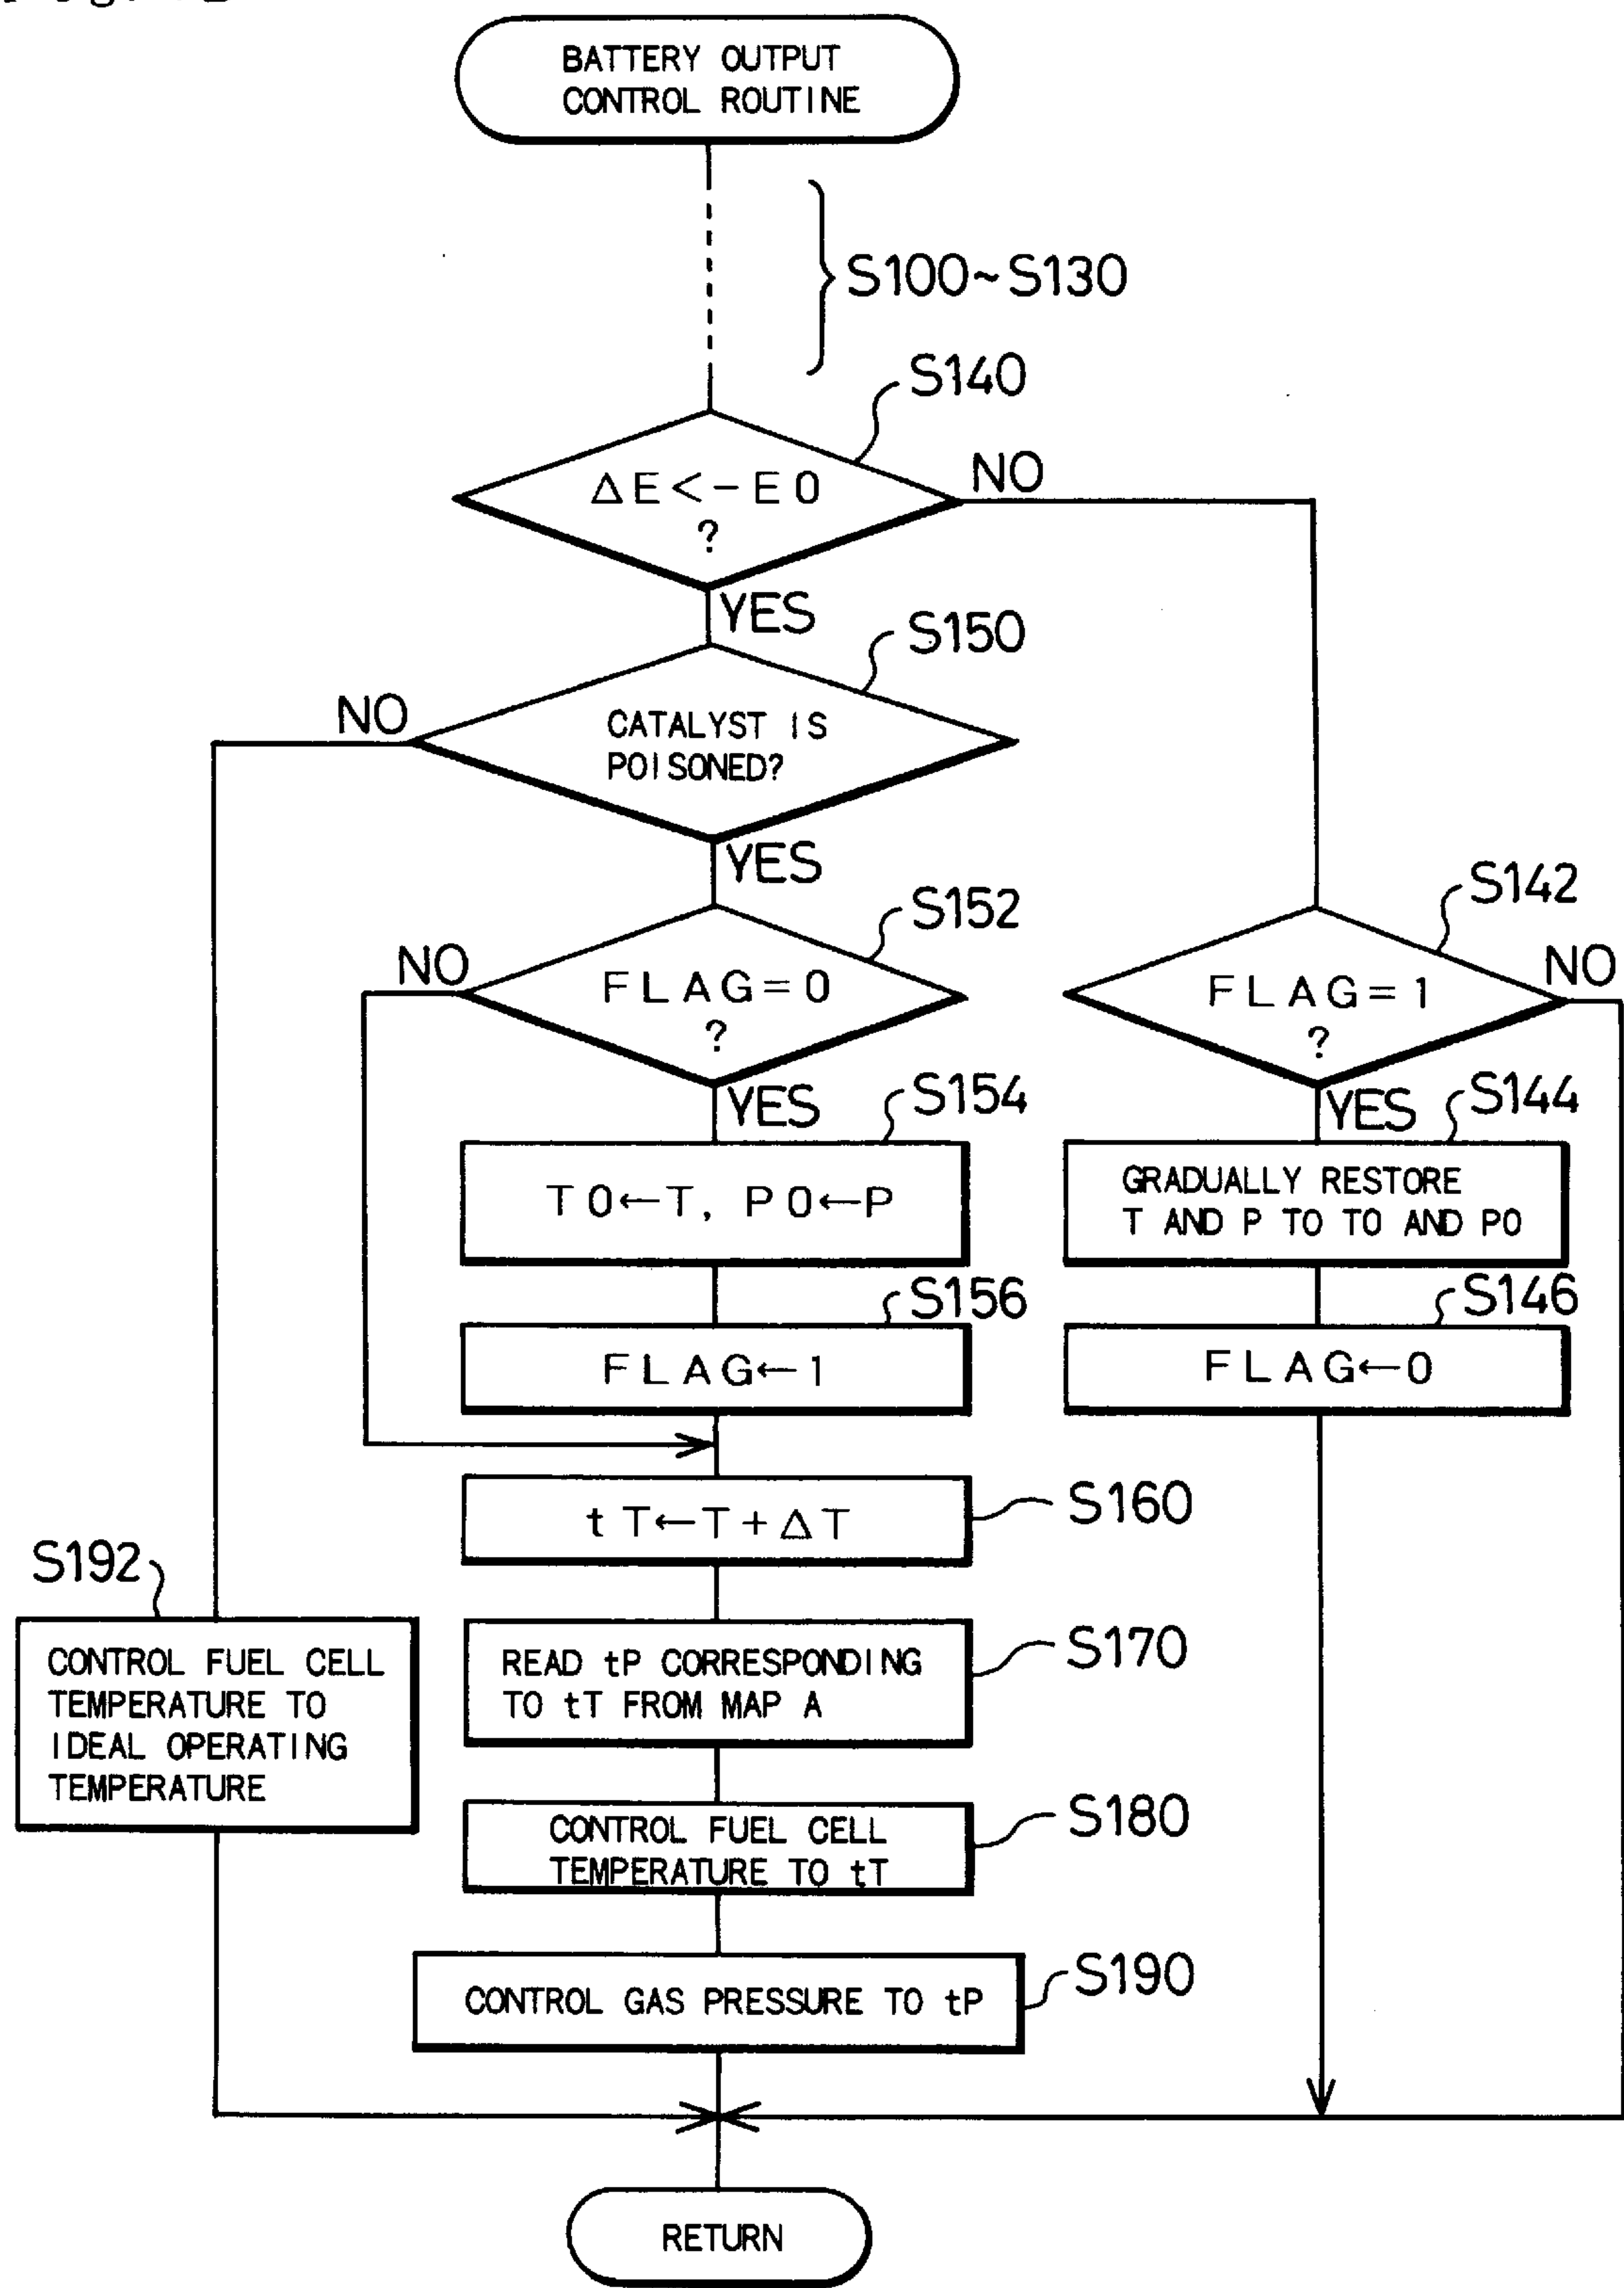 BATTERY OUTPUT
CONTROL ROUTINE
S100~S130
S140
ΔE<-E0
?
NO
YES
S150
CATALYST IS
POISONED?
NO
YES
S152
FLAG=0
?
NO
YES
S142
FLAG=1
?
NO
YES
S154
T0←T, P0←P
S144
GRADUALLY RESTORE
T AND P TO T0 AND P0
S156
FLAG←1
S146
FLAG←0
S160
tT←T+ΔT
S192
CONTROL FUEL CELL
TEMPERATURE TO
IDEAL OPERATING
TEMPERATURE
S170
READ tP CORRESPONDING
TO tT FROM MAP A
S180
CONTROL FUEL CELL
TEMPERATURE TO tT
S190
CONTROL GAS PRESSURE TO tP
RETURN